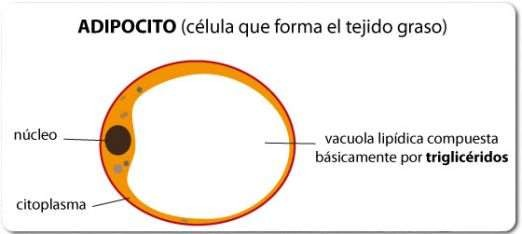 ADIPOCITO (célula que forma el tejido graso)
núcleo
vacuola lipídica compuesta
básicamente por triglicéridos
citoplasma